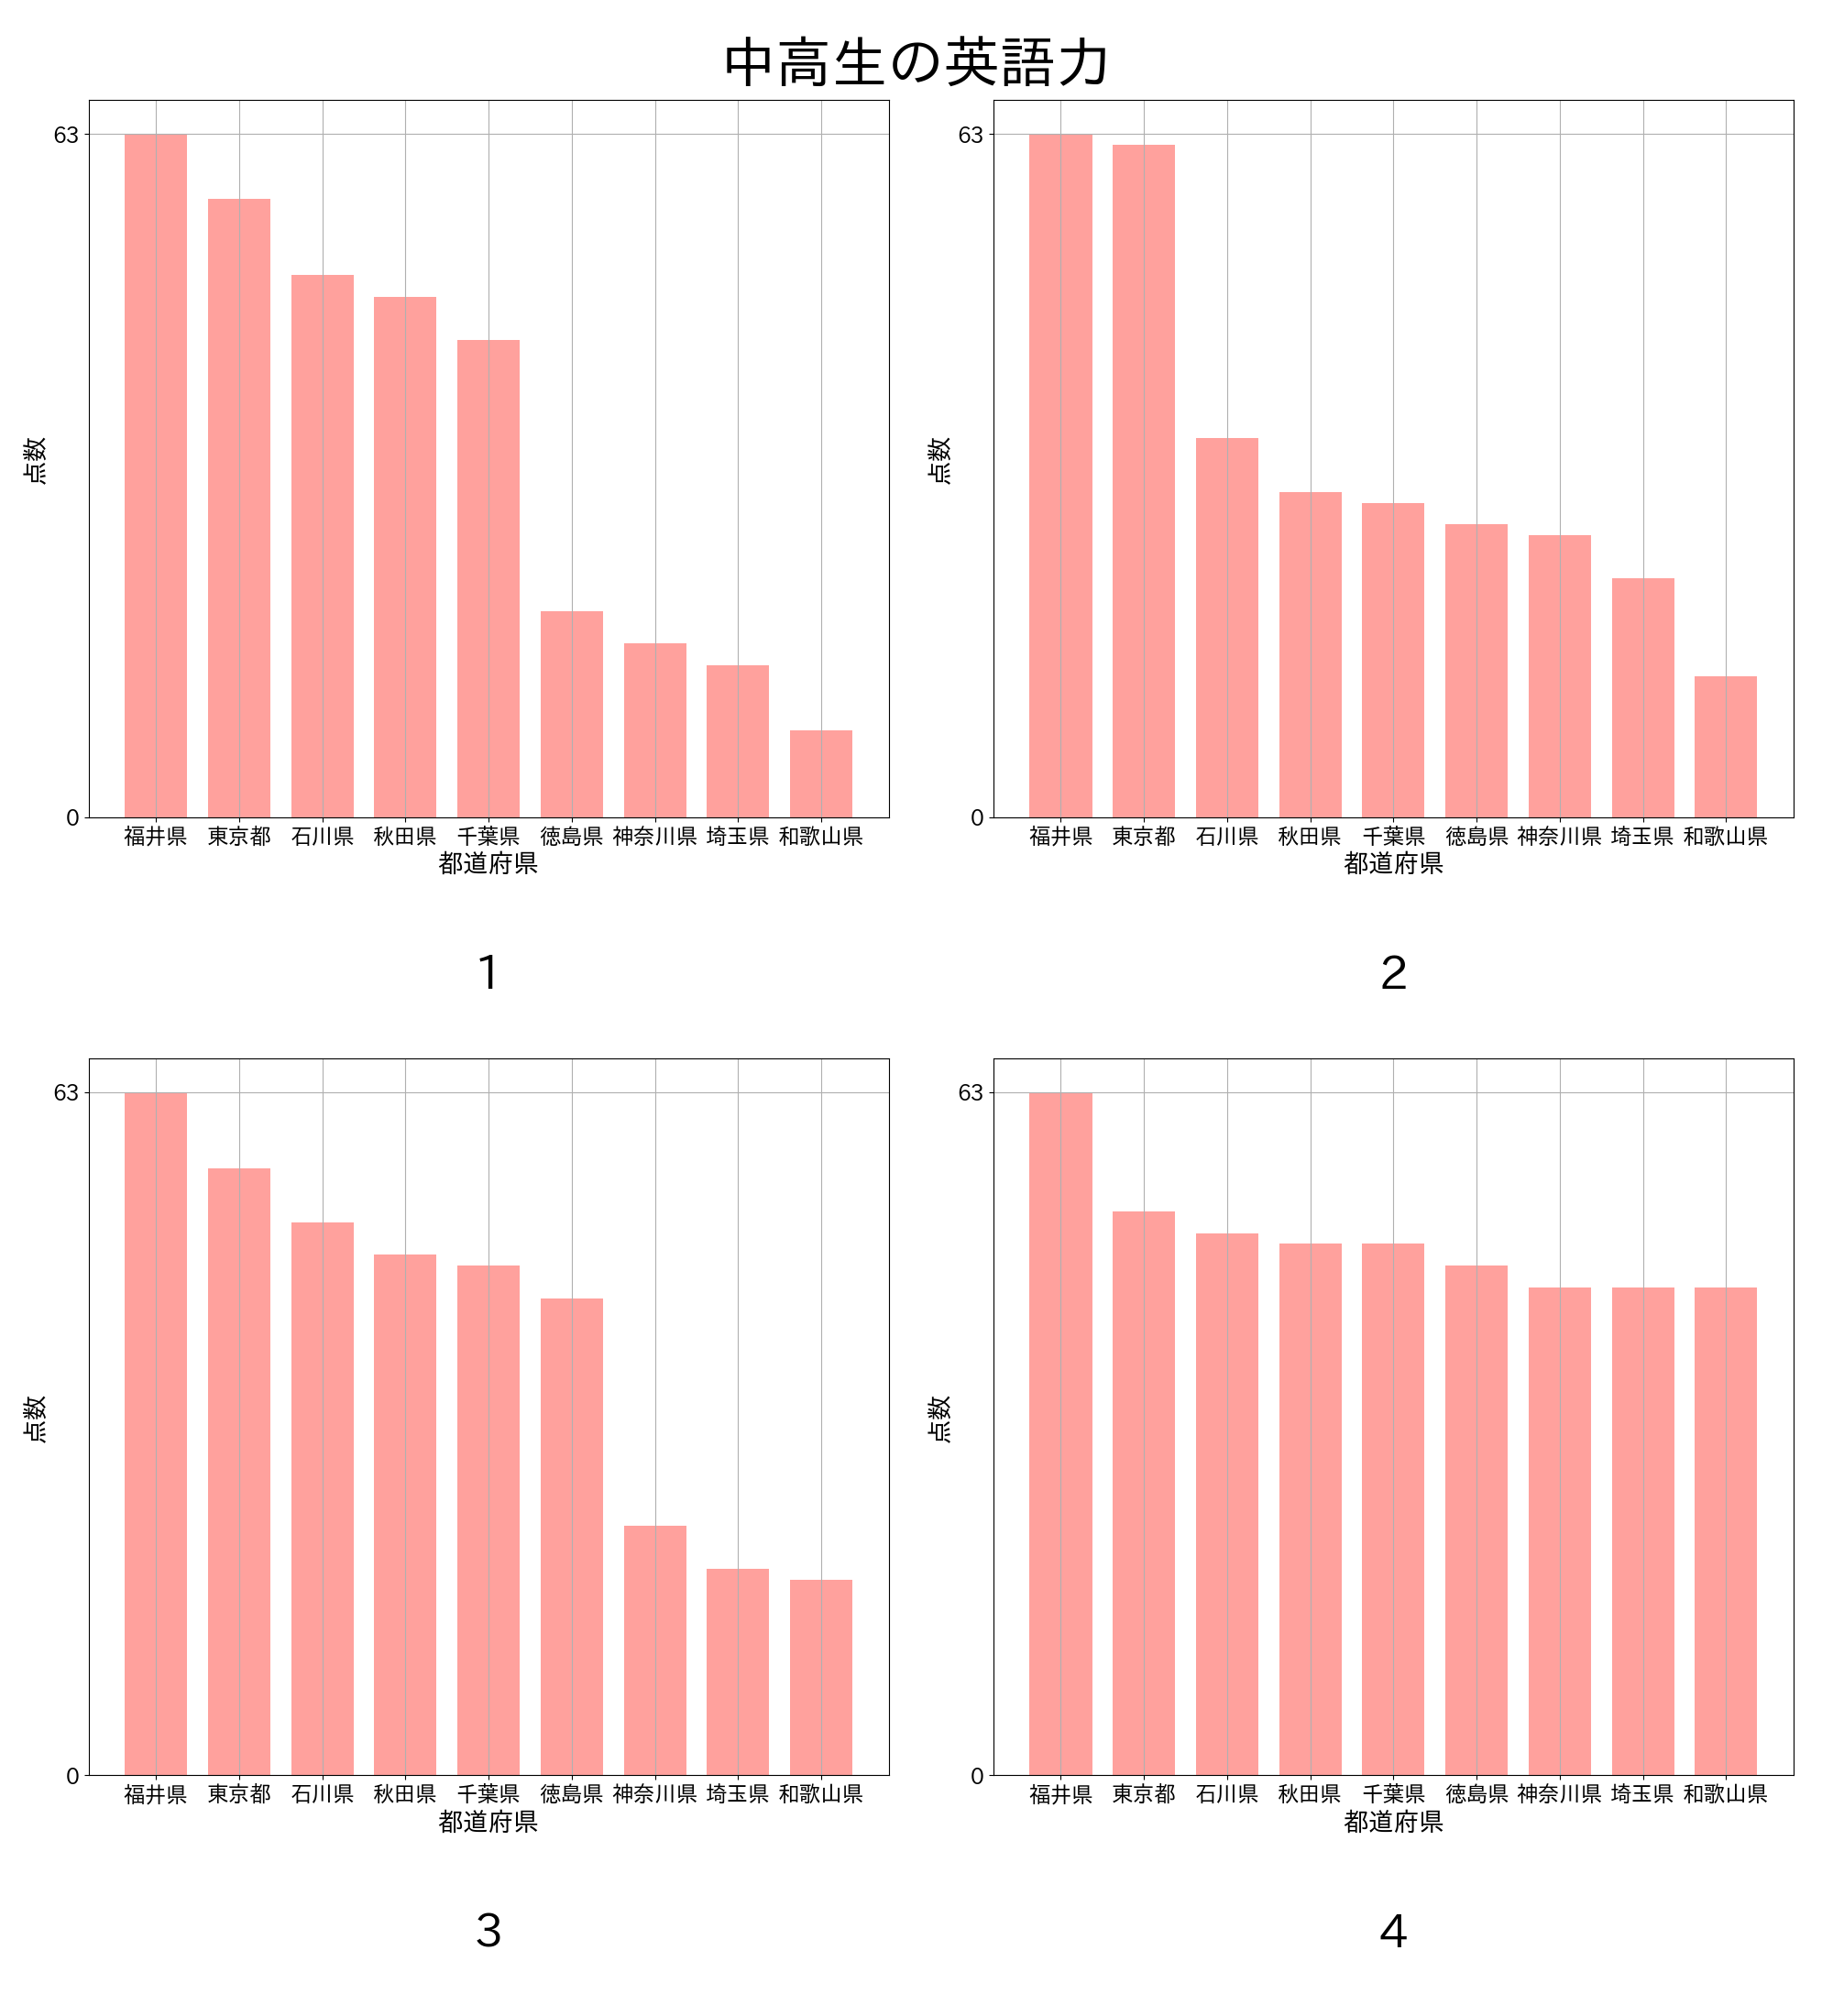 中高生の英語力
63
0
点数
福井県 東京都 石川県 秋田県 千葉県 徳島県 神奈川県 埼玉県 和歌山県
都道府県
1
63
0
点数
福井県 東京都 石川県 秋田県 千葉県 徳島県 神奈川県 埼玉県 和歌山県
都道府県
2
63
0
点数
福井県 東京都 石川県 秋田県 千葉県 徳島県 神奈川県 埼玉県 和歌山県
都道府県
3
63
0
点数
福井県 東京都 石川県 秋田県 千葉県 徳島県 神奈川県 埼玉県 和歌山県
都道府県
4